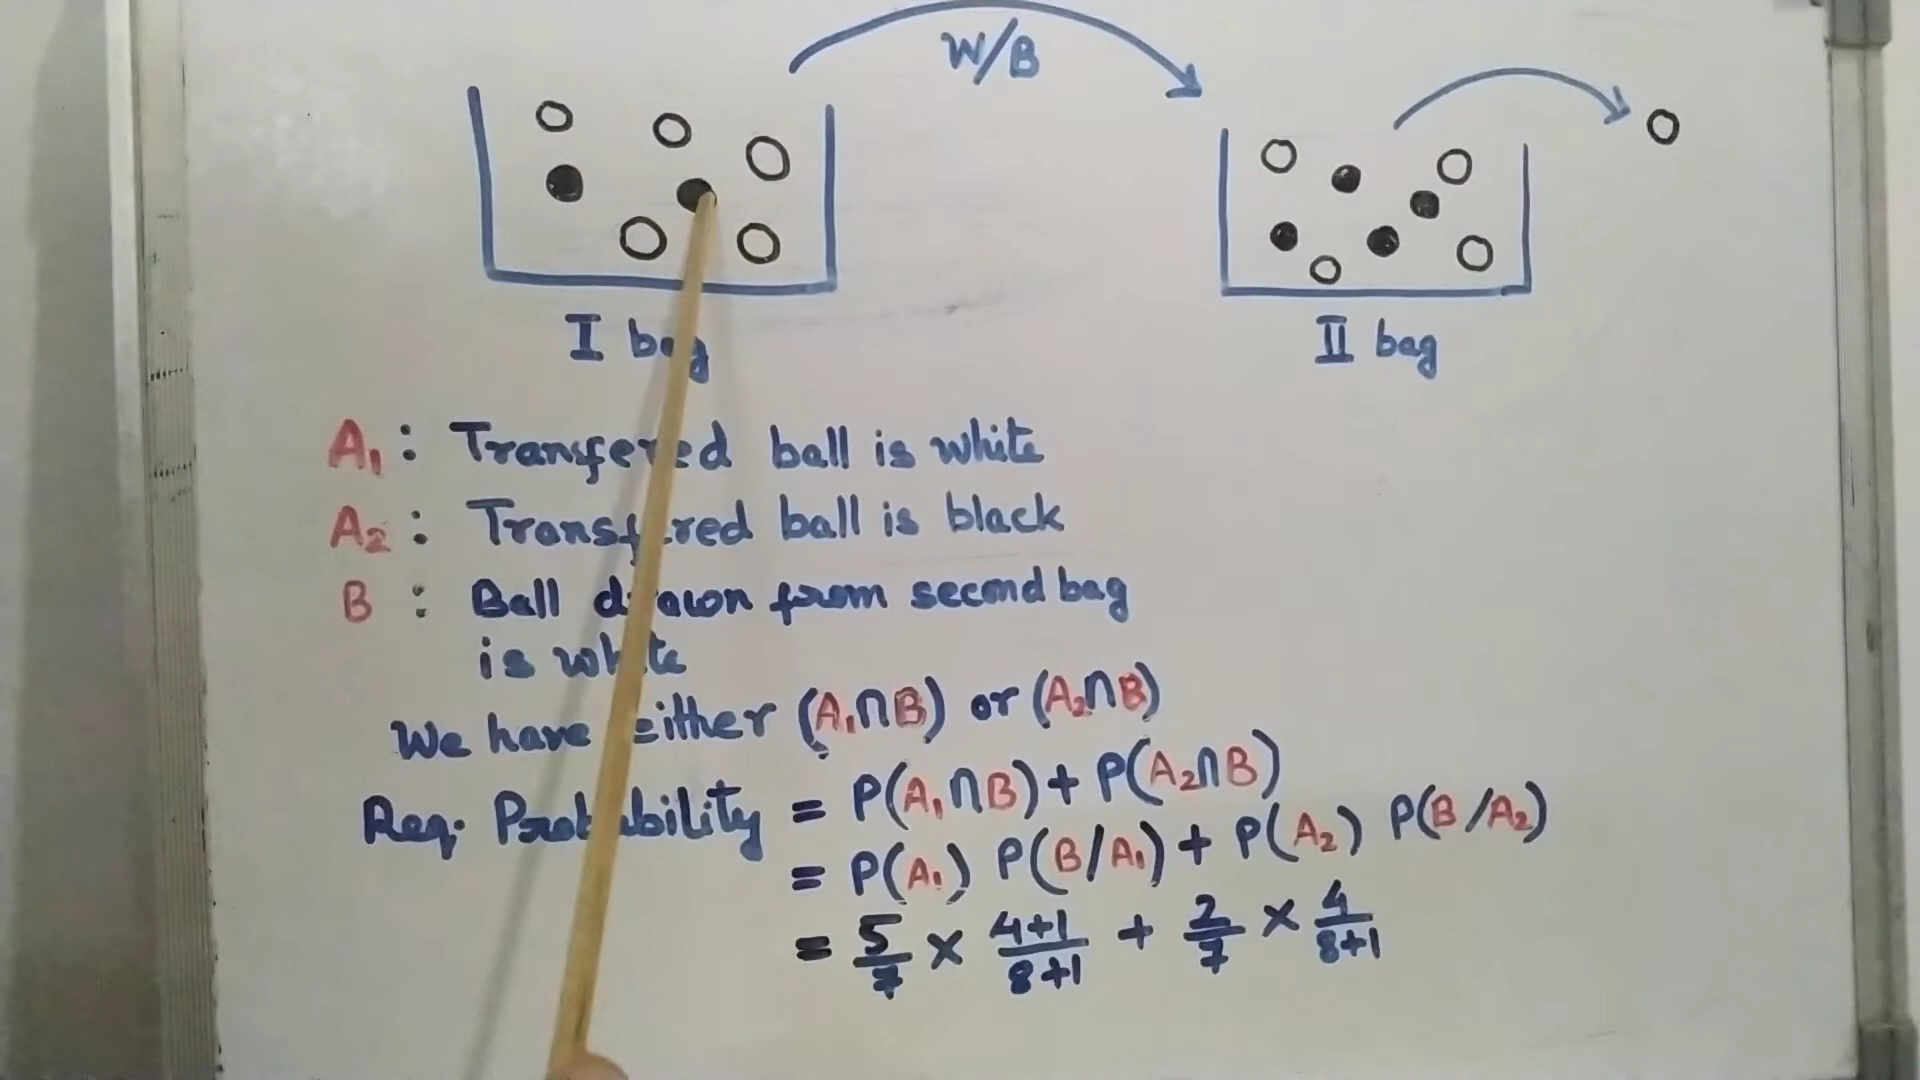 W/B
I bag
II bag
A₁ : Transfered ball is white
A₂ : Transfered ball is black
B : Ball drawn from second bag
is white
We have either (A₁∩B) or (A₂∩B)
Req. Probability = P(A₁∩B) + P(A₂∩B)
= P(A₁) P(B/A₁) + P(A₂) P(B/A₂)
= 5/7 × 4+1/8+1 + 2/7 × 4/8+1